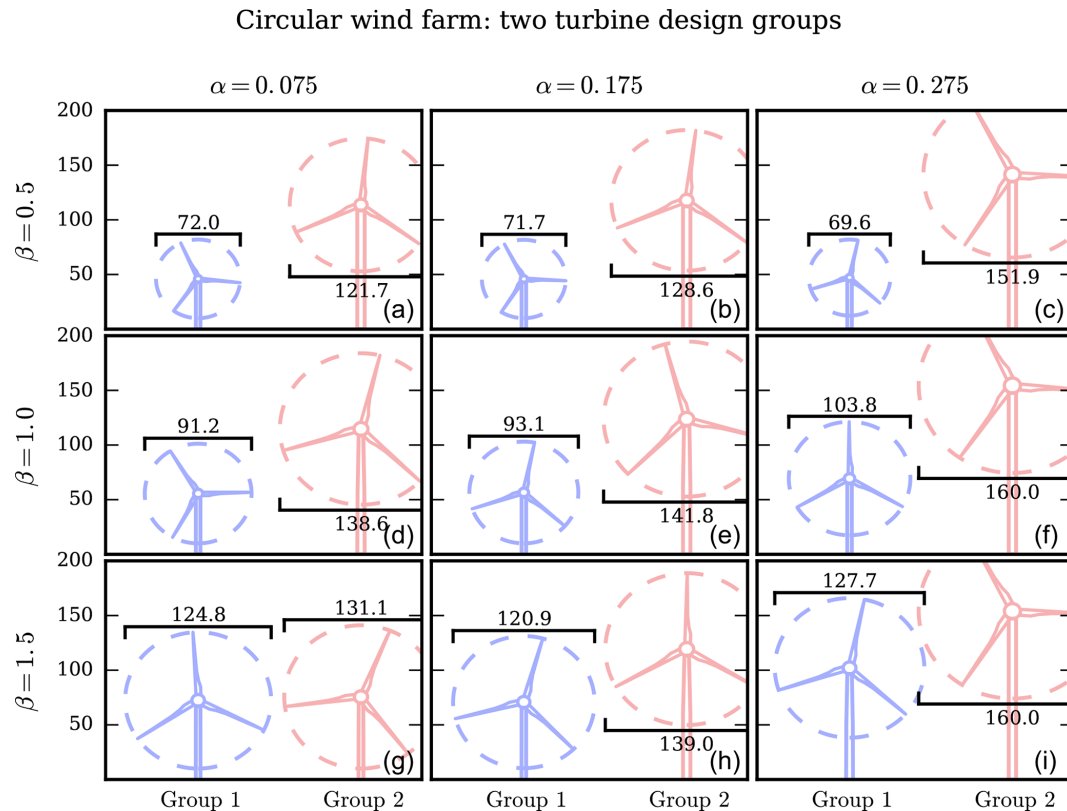 Circular wind farm: two turbine design groups
α = 0.075
α = 0.175
α = 0.275
β = 0.5
200
150
100
50
72.0
121.7
(a)
71.7
128.6
(b)
69.6
151.9
(c)
β = 1.0
200
150
100
50
91.2
138.6
(d)
93.1
141.8
(e)
103.8
160.0
(f)
β = 1.5
200
150
100
50
124.8
131.1
(g)
120.9
139.0
(h)
127.7
160.0
(i)
Group 1
Group 2
Group 1
Group 2
Group 1
Group 2